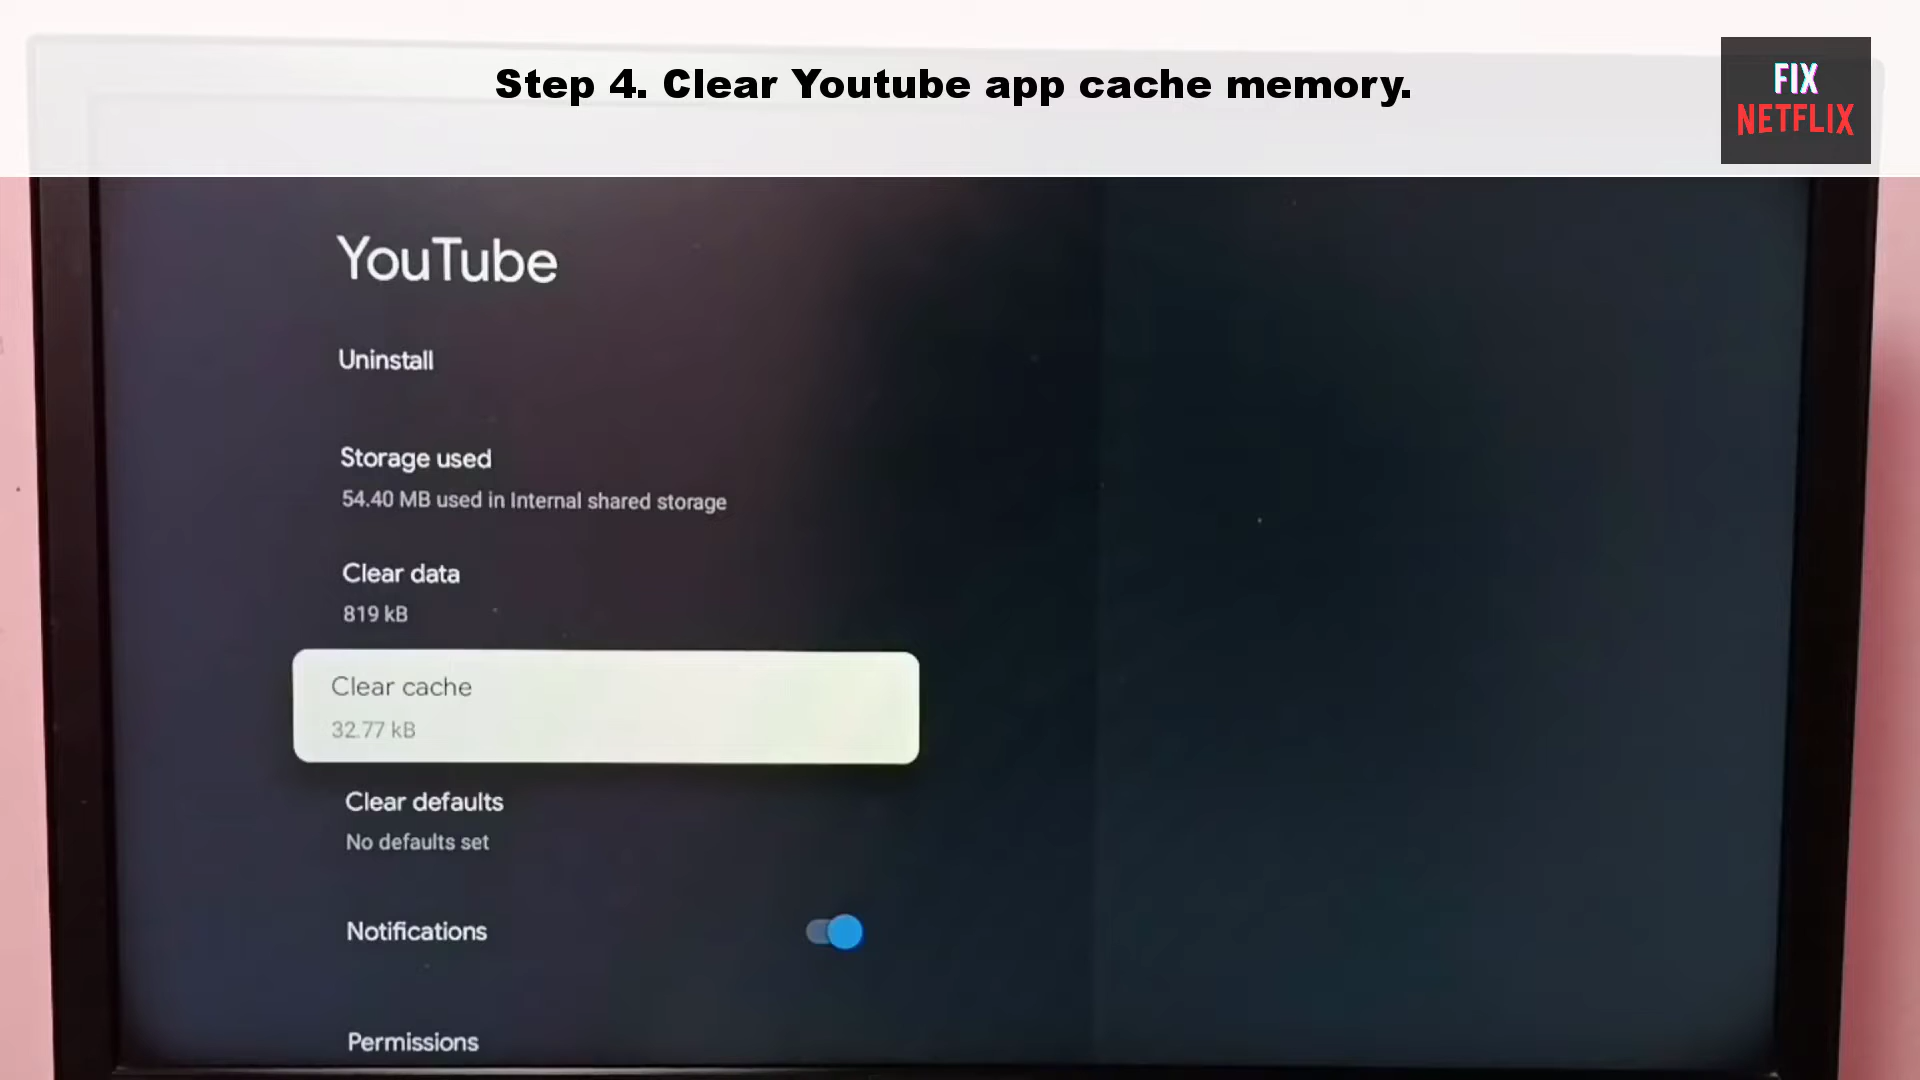 Step 4. Clear Youtube app cache memory.
FIX
NETFLIX
YouTube
Uninstall
Storage used
54.40 MB used in Internal shared storage
Clear data
819 kB
Clear cache
32.77 kB
Clear defaults
No defaults set
Notifications
Permissions